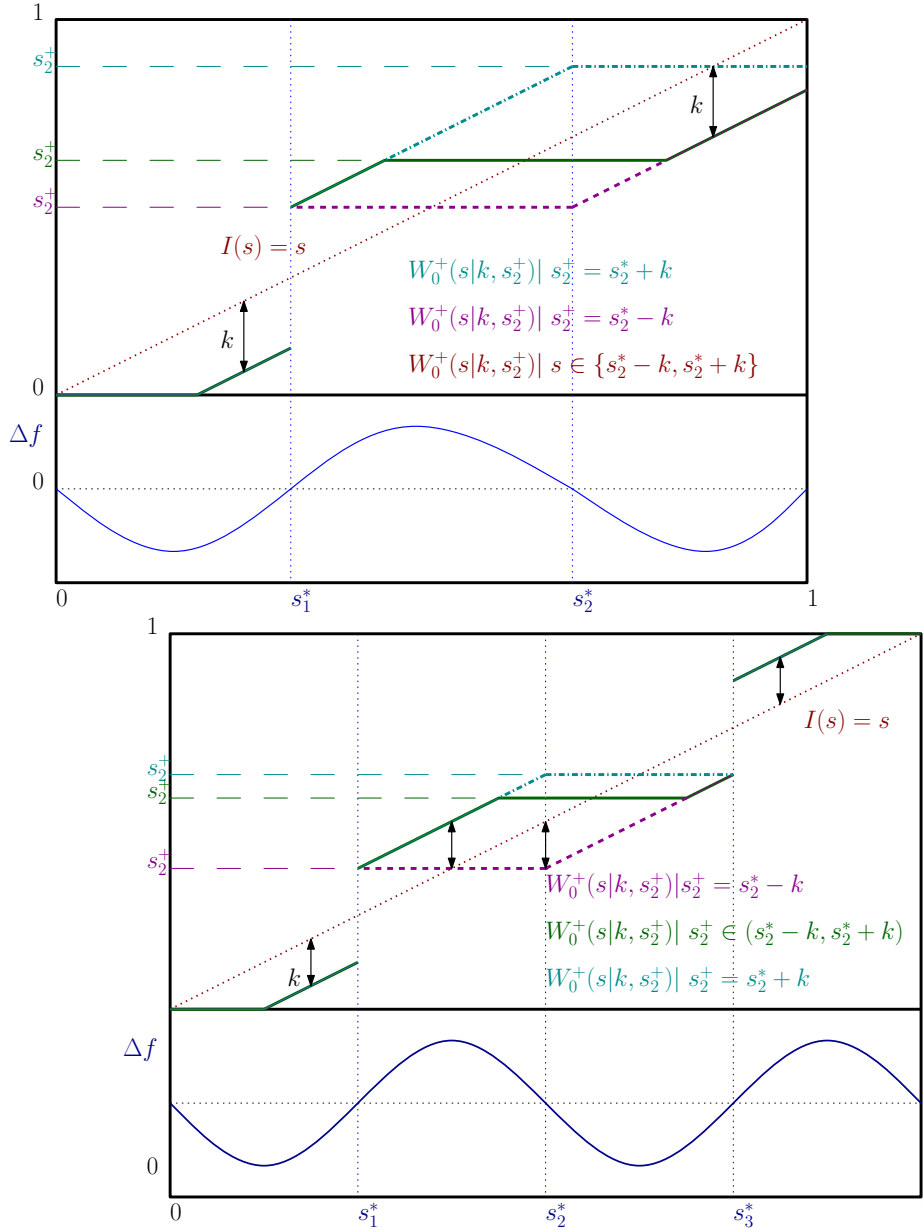 1
s_2^+
k
s_2^+
s_2^+
I(s) = s
W_0^+(s|k, s_2^+)| s_2^+ = s_2^* + k
k
W_0^+(s|k, s_2^+)| s_2^+ = s_2^* − k
W_0^+(s|k, s_2^+)| s ∈ {s_2^* − k, s_2^* + k}
0
Δf
0
0 s_1^* s_2^* 1
1
I(s) = s
s_2^+
s_2^+
s_2^+
W_0^+(s|k, s_2^+)|s_2^+ = s_2^* − k
W_0^+(s|k, s_2^+)| s_2^+ ∈ (s_2^* − k, s_2^* + k)
k
W_0^+(s|k, s_2^+)| s_2^+ = s_2^* + k
Δf
0
0 s_1^* s_2^* s_3^*